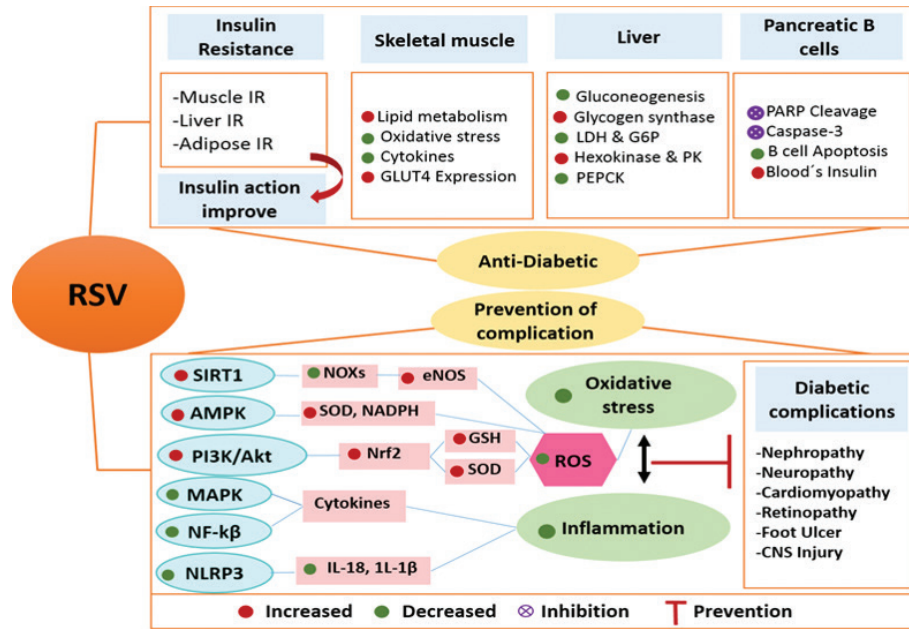 Insulin
Resistance
-Muscle IR
-Liver IR
-Adipose IR
Insulin action
improve
Skeletal muscle
Lipid metabolism
Oxidative stress
Cytokines
GLUT4 Expression
Liver
Gluconeogenesis
Glycogen synthase
LDH & G6P
Hexokinase & PK
PEPCK
Pancreatic B
cells
PARP Cleavage
Caspase-3
B cell Apoptosis
Blood´s Insulin
RSV
Anti-Diabetic
Prevention of
complication
SIRT1
NOXs
eNOS
AMPK
SOD, NADPH
PI3K/Akt
Nrf2
GSH
SOD
ROS
MAPK
NF-kβ
Cytokines
NLRP3
IL-18, 1L-1β
Oxidative
stress
Inflammation
Diabetic
complications
-Nephropathy
-Neuropathy
-Cardiomyopathy
-Retinopathy
-Foot Ulcer
-CNS Injury
Increased
Decreased
Inhibition
Prevention